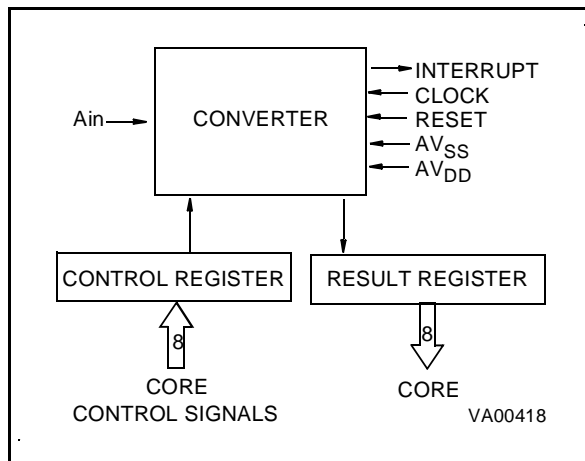 INTERRUPT
CLOCK
Ain
CONVERTER
RESET
AVSS
AVDD
CONTROL REGISTER
RESULT REGISTER
8
8
CORE
CONTROL SIGNALS
CORE
VA00418